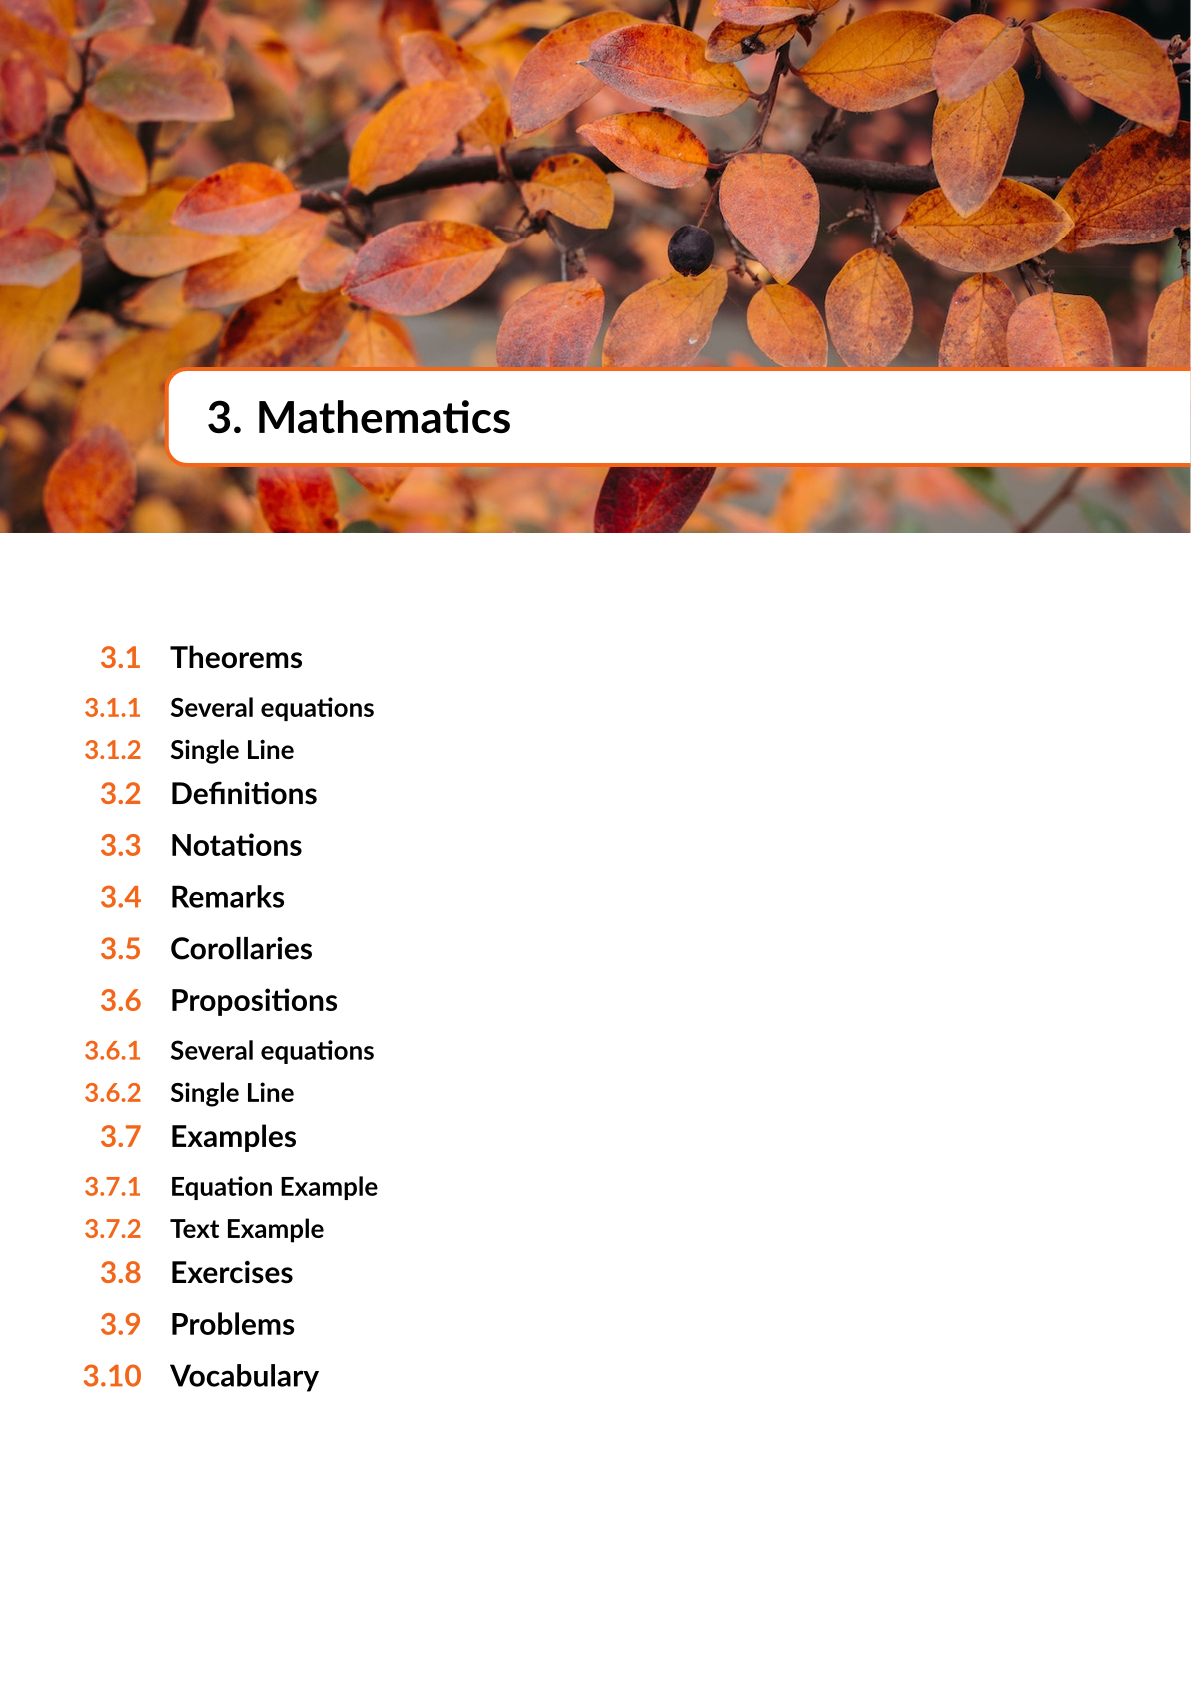 3. Mathematics
3.1 Theorems
3.1.1 Several equations
3.1.2 Single Line
3.2 Definitions
3.3 Notations
3.4 Remarks
3.5 Corollaries
3.6 Propositions
3.6.1 Several equations
3.6.2 Single Line
3.7 Examples
3.7.1 Equation Example
3.7.2 Text Example
3.8 Exercises
3.9 Problems
3.10 Vocabulary